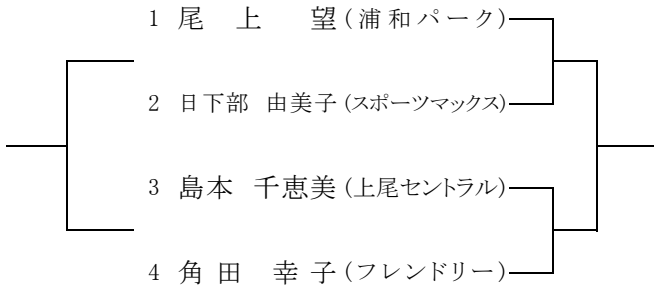 1 尾上 望(浦和パーク)
2 日下部 由美子(スポーツマックス)
3 島本 千恵美(上尾セントラル)
4 角田 幸子(フレンドリー)